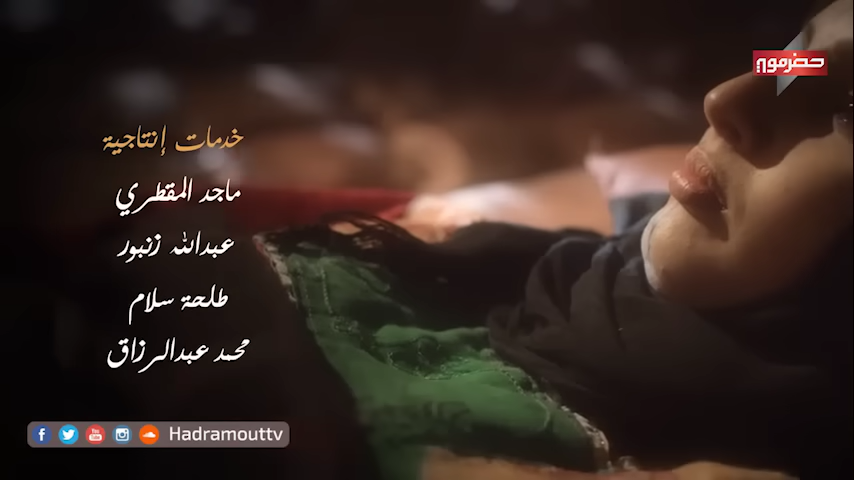 حضرموت
خدمات إنتاجية
ماجد المقطري
عبدالله زنبور
طلحة سلام
محمد عبدالرزاق
Hadramouttv